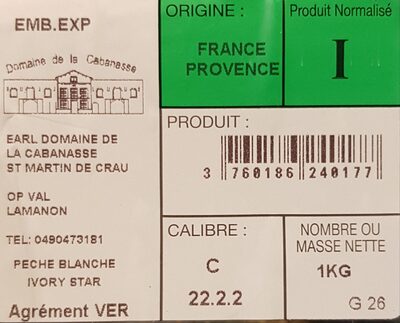 EMB.EXP
Domaine de la Cabanasse
EARL DOMAINE DE
LA CABANASSE
ST MARTIN DE CRAU
OP VAL
LAMANON
TEL: 0490473181
PECHE BLANCHE
IVORY STAR
Agrément VER
ORIGINE :
FRANCE
PROVENCE
Produit Normalisé
I
PRODUIT :
3 760186 240177
CALIBRE :
C
22.2.2
NOMBRE OU
MASSE NETTE
1KG
G 26